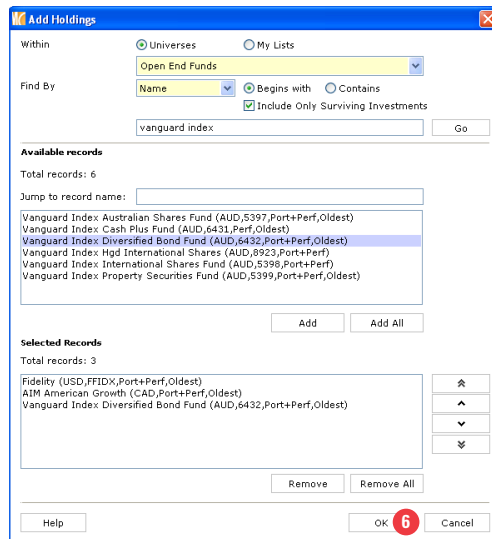 Add Holdings
Within Universes My Lists
Open End Funds
Find By Name Begins with Contains
Include Only Surviving Investments
vanguard index Go
Available records
Total records: 6
Jump to record name:
Vanguard Index Australian Shares Fund (AUD,5397,Port+Perf,Oldest)
Vanguard Index Cash Plus Fund (AUD,6431,Perf,Oldest)
Vanguard Index Diversified Bond Fund (AUD,6432,Port+Perf,Oldest)
Vanguard Index Hgd International Shares (AUD,8923,Port+Perf)
Vanguard Index International Shares Fund (AUD,5398,Port+Perf)
Vanguard Index Property Securities Fund (AUD,5399,Port+Perf,Oldest)
Add Add All
Selected Records
Total records: 3
Fidelity (USD,FFIDX,Port+Perf,Oldest)
AIM American Growth (CAD,Port+Perf,Oldest)
Vanguard Index Diversified Bond Fund (AUD,6432,Port+Perf,Oldest)
Remove Remove All
Help OK 6 Cancel